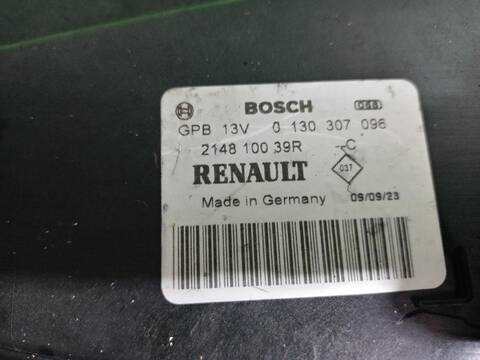 BOSCH
GPB 13V 0 130 307 096
2148 100 39R --C
RENAULT 037
Made in Germany 09/09/23